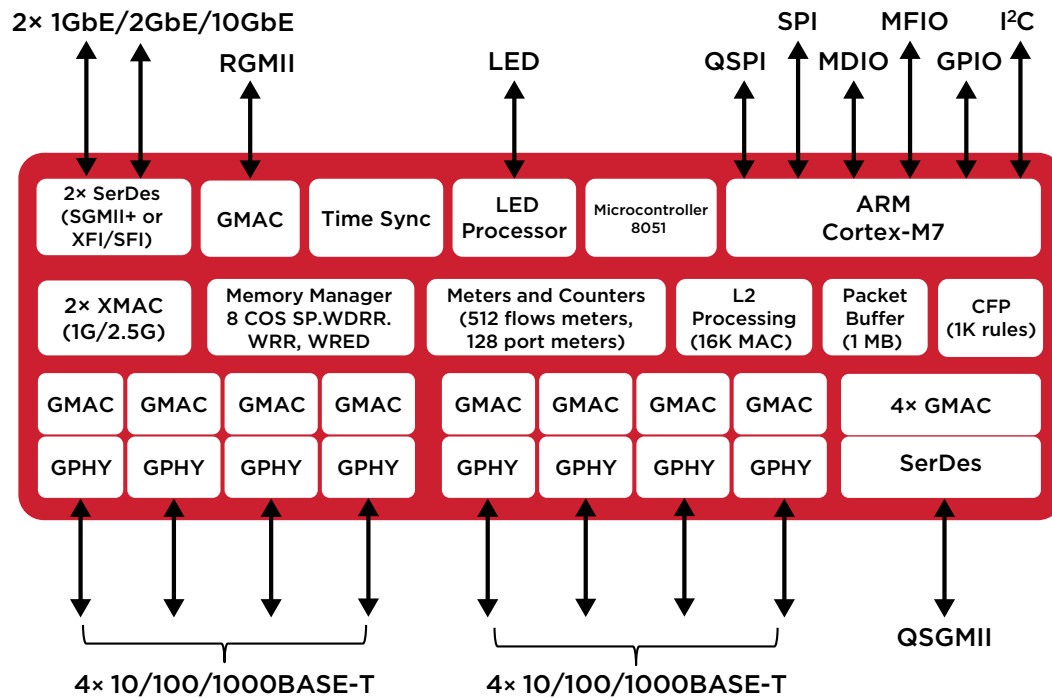 2× 1GbE/2GbE/10GbE
SPI
MFIO
I²C
RGMII
LED
QSPI
MDIO
GPIO
2× SerDes
(SGMII+ or
XFI/SFI)
GMAC
Time Sync
LED
Processor
Microcontroller
8051
ARM
Cortex-M7
2× XMAC
(1G/2.5G)
Memory Manager
8 COS SP.WDRR.
WRR, WRED
Meters and Counters
(512 flows meters,
128 port meters)
L2
Processing
(16K MAC)
Packet
Buffer
(1 MB)
CFP
(1K rules)
GMAC
GMAC
GMAC
GMAC
GMAC
GMAC
GMAC
GMAC
4× GMAC
GPHY
GPHY
GPHY
GPHY
GPHY
GPHY
GPHY
GPHY
SerDes
QSGMII
4× 10/100/1000BASE-T
4× 10/100/1000BASE-T